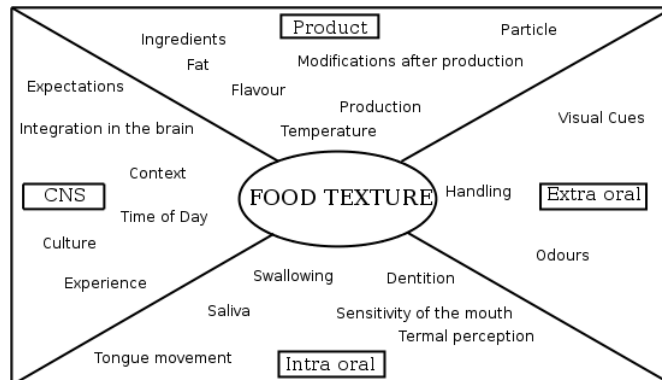 Product
Particle
Ingredients
Modifications after production
Fat
Expectations
Flavour
Production
Visual Cues
Integration in the brain
Temperature
Context
CNS
FOOD TEXTURE
Handling
Extra oral
Time of Day
Culture
Odours
Experience
Swallowing
Dentition
Saliva
Sensitivity of the mouth
Termal perception
Tongue movement
Intra oral